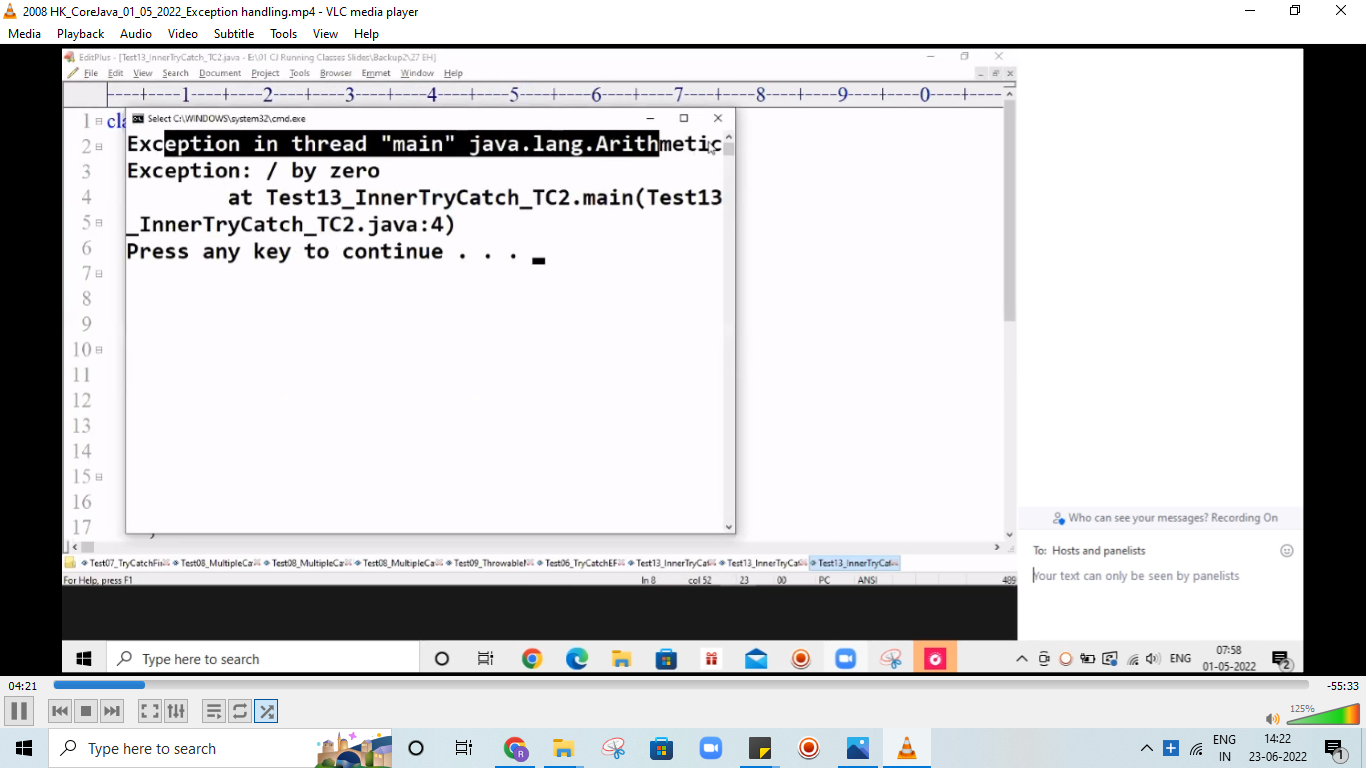 2008 HK_CoreJava_01_05_2022_Exception handling.mp4 - VLC media player
Media Playback Audio Video Subtitle Tools View Help
EditPlus - [Test13_InnerTryCatch_TC2.java - E:\01 CJ Running Classes Slides\Backup2\27 EH]
File Edit View Search Document Project Tools Browser Emmet Window Help
----+----1----+----2----+----3----+----4----+----5----+----6----+----7----+----8----+----9----+----0----+----
1 cla
Select C:\WINDOWS\system32\cmd.exe
2
Exception in thread "main" java.lang.Arithmetic
3
Exception: / by zero
4
at Test13_InnerTryCatch_TC2.main(Test13
5
_InnerTryCatch_TC2.java:4)
6
Press any key to continue . . . _
7
8
9
10
11
12
13
14
15
16
17
Who can see your messages? Recording On
To: Hosts and panelists
Your text can only be seen by panelists
Test07_TryCatchFi Test08_MultipleCa Test08_MultipleCa Test08_MultipleCa Test09_Throwable Test06_TryCatchEF Test13_InnerTryCat Test13_InnerTryCat Test13_InnerTryCat
For Help, press F1 ln 8 col 52 23 00 PC ANSI 489
Type here to search
ENG
07:58
01-05-2022
2
04:21 -55:33
125%
Type here to search
ENG
IN
14:22
23-06-2022
1